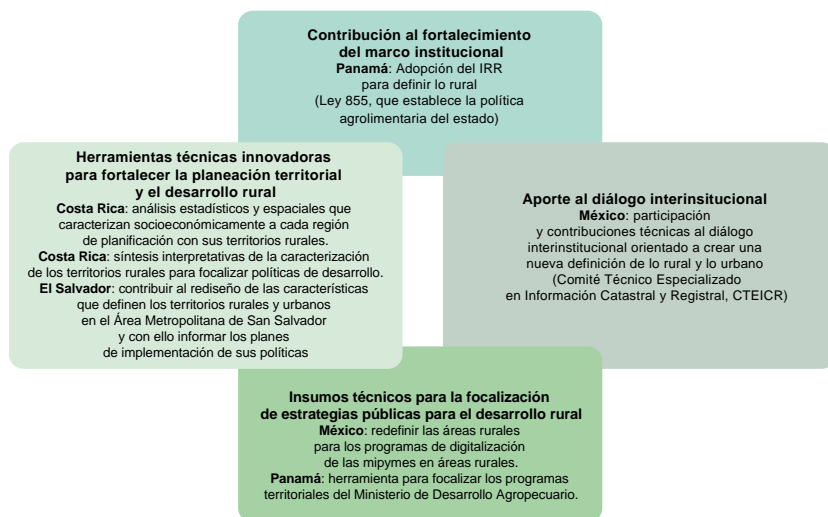 Contribución al fortalecimiento
del marco institucional
Panamá: Adopción del IRR
para definir lo rural
(Ley 855, que establece la política
agrolimentaria del estado)
Herramientas técnicas innovadoras
para fortalecer la planeación territorial
y el desarrollo rural
Costa Rica: análisis estadísticos y espaciales que
caracterizan socioeconómicamente a cada región
de planificación con sus territorios rurales.
Costa Rica: síntesis interpretativas de la caracterización
de los territorios rurales para focalizar políticas de desarrollo.
El Salvador: contribuir al rediseño de las características
que definen los territorios rurales y urbanos
en el Área Metropolitana de San Salvador
y con ello informar los planes
de implementación de sus políticas
Aporte al diálogo interinsitucional
México: participación
y contribuciones técnicas al diálogo
interinstitucional orientado a crear una
nueva definición de lo rural y lo urbano
(Comité Técnico Especializado
en Información Catastral y Registral, CTEICR)
Insumos técnicos para la focalización
de estrategias públicas para el desarrollo rural
México: redefinir las áreas rurales
para los programas de digitalización
de las mipymes en áreas rurales.
Panamá: herramienta para focalizar los programas
territoriales del Ministerio de Desarrollo Agropecuario.